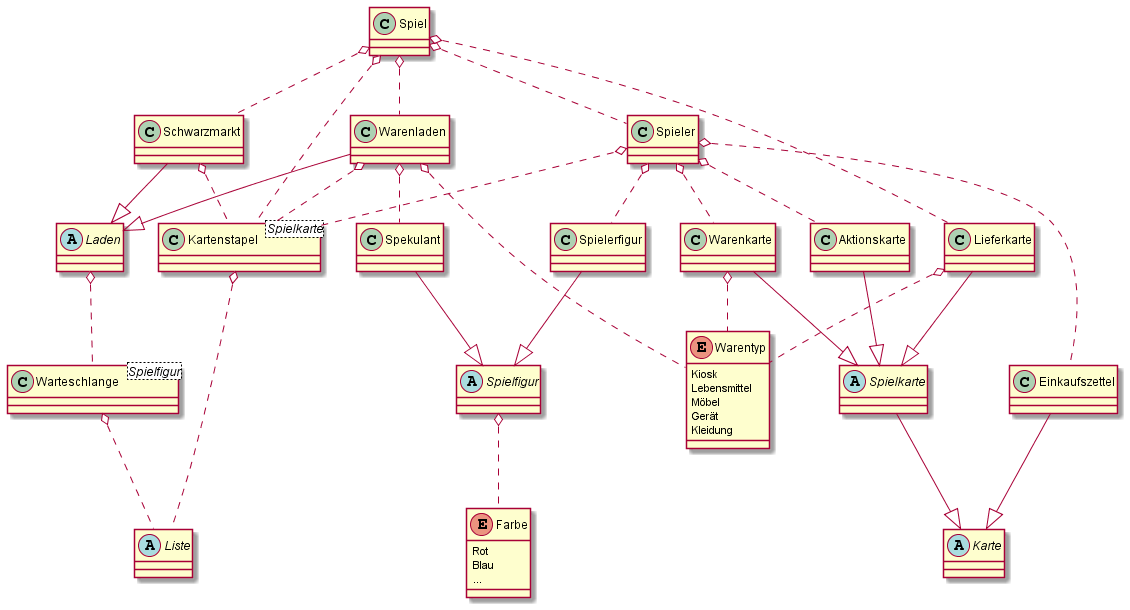 C Spiel
C Schwarzmarkt
C Warenladen
C Spieler
A Laden
C Kartenstapel
Spielkarte
C Spekulant
C Spielerfigur
C Warenkarte
C Aktionskarte
C Lieferkarte
C Warteschlange
Spielfigur
A Spielfigur
E Warentyp
Kiosk
Lebensmittel
Möbel
Gerät
Kleidung
A Spielkarte
C Einkaufszettel
A Liste
E Farbe
Rot
Blau
...
A Karte